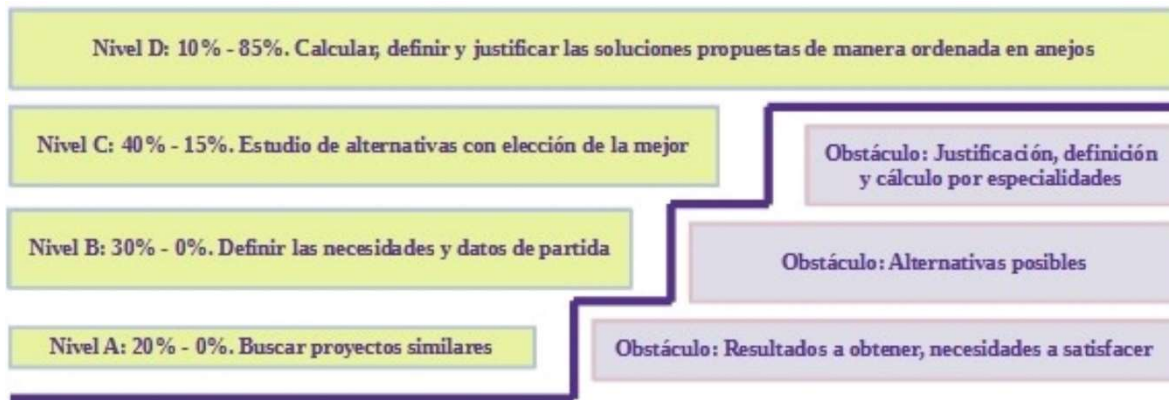 Nivel D: 10% - 85%. Calcular, definir y justificar las soluciones propuestas de manera ordenada en anejos
Nivel C: 40% - 15%. Estudio de alternativas con elección de la mejor
Obstáculo: Justificación, definición
y cálculo por especialidades
Nivel B: 30% - 0%. Definir las necesidades y datos de partida
Obstáculo: Alternativas posibles
Nivel A: 20% - 0%. Buscar proyectos similares
Obstáculo: Resultados a obtener, necesidades a satisfacer